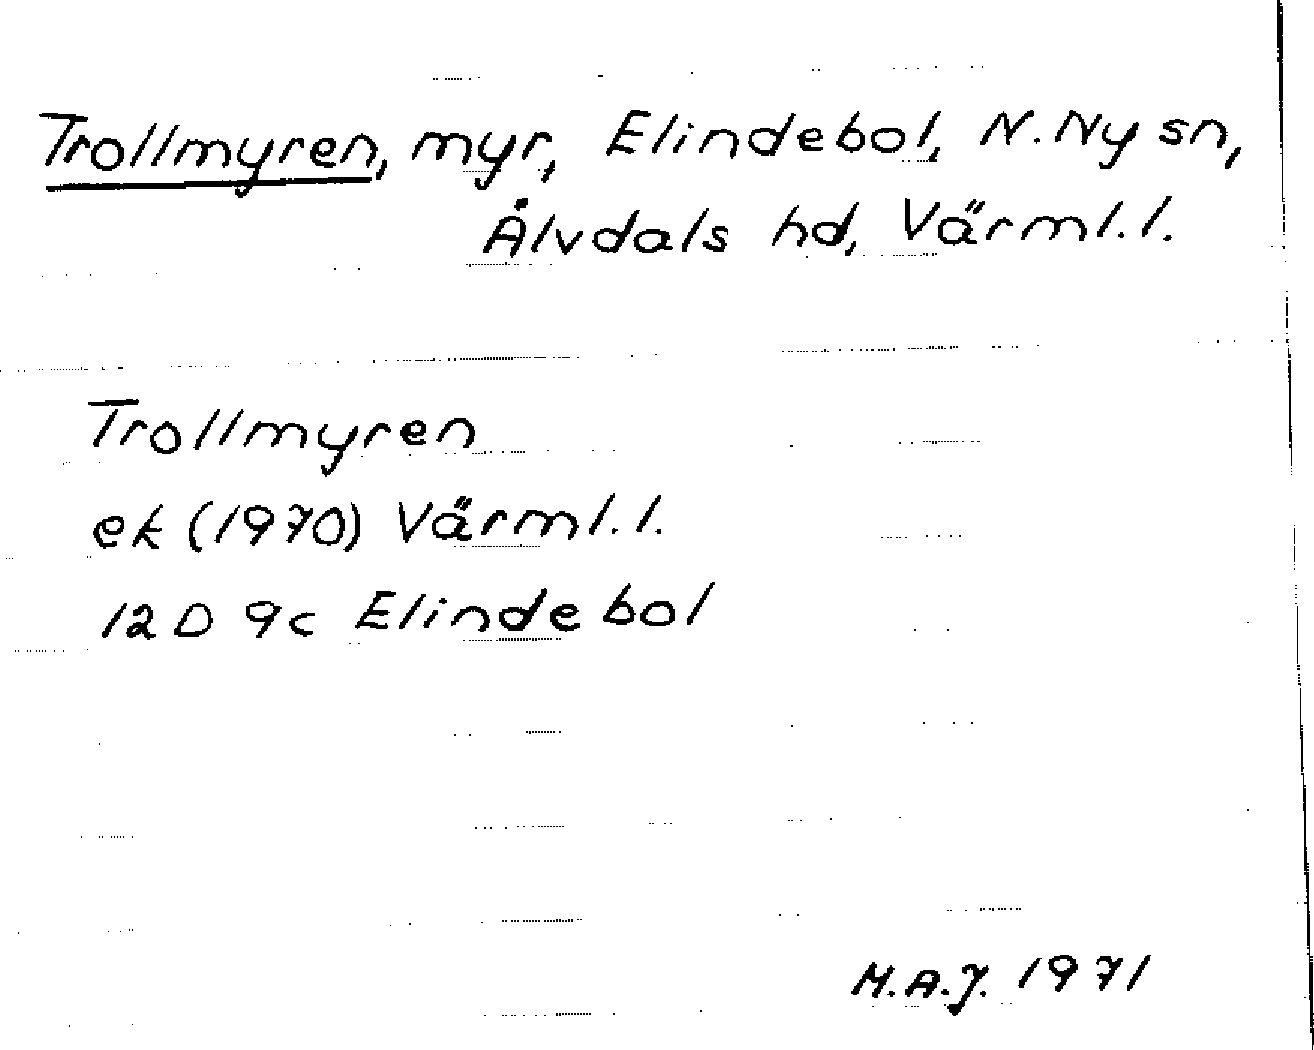 Trollmyren, myr, Elindebol, N. Ny sn,
Älvdals hd, Värml. l.
Trollmyren
ek (1970) Värml. l.
12 D 9c Elindebol
M.A.J. 1971